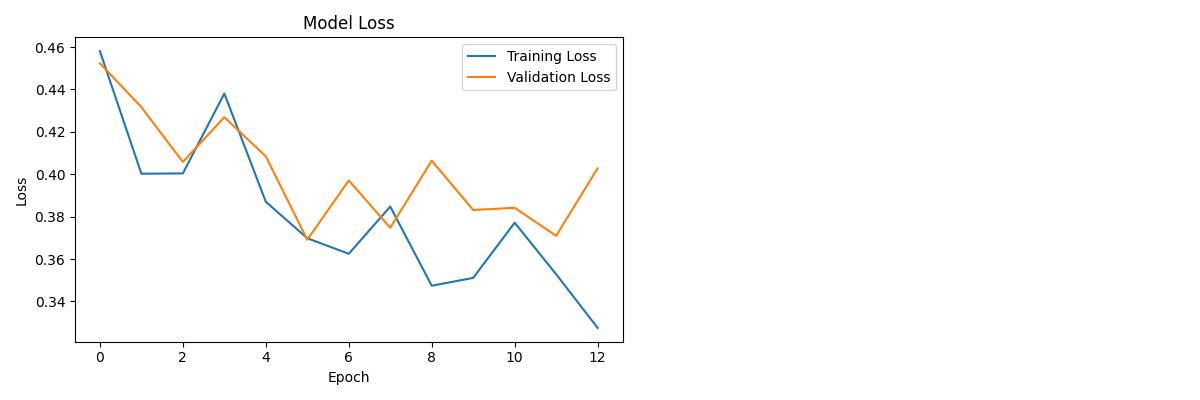 Model Loss
Training Loss
Validation Loss
Loss
0.46
0.44
0.42
0.40
0.38
0.36
0.34
0 2 4 6 8 10 12
Epoch